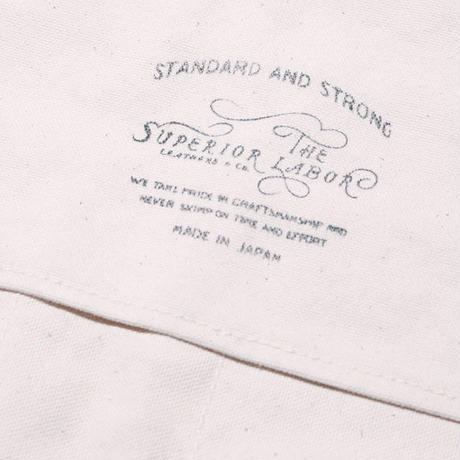 STANDARD AND STRONG
THE
SUPERIOR LABOR
LEATHERS & CO.
WE TAKE PRIDE IN CRAFTSMANSHIP AND
NEVER SKIMP ON TIME AND EFFORT
MADE IN JAPAN